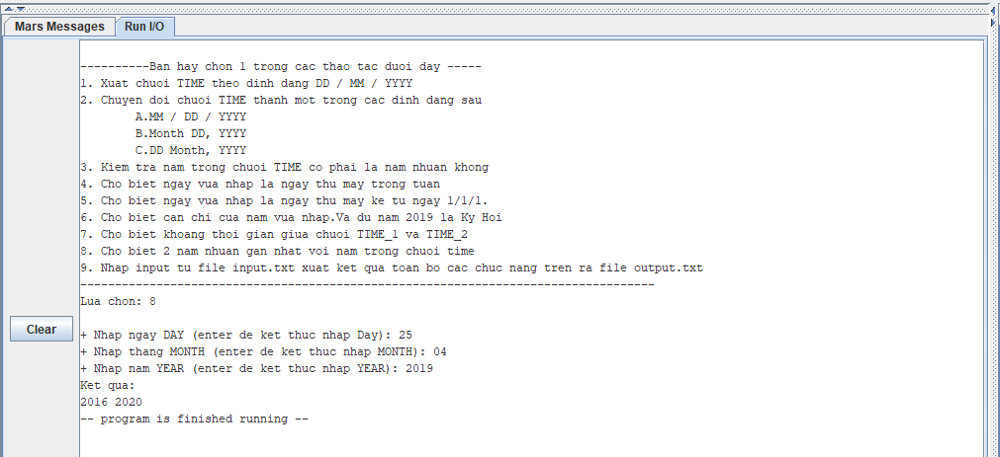 Mars Messages Run I/O
----------Ban hay chon 1 trong cac thao tac duoi day -----
1. Xuat chuoi TIME theo dinh dang DD / MM / YYYY
2. Chuyen doi chuoi TIME thanh mot trong cac dinh dang sau
A.MM / DD / YYYY
B.Month DD, YYYY
C.DD Month, YYYY
3. Kiem tra nam trong chuoi TIME co phai la nam nhuan khong
4. Cho biet ngay vua nhap la ngay thu may trong tuan
5. Cho biet ngay vua nhap la ngay thu may ke tu ngay 1/1/1.
6. Cho biet can chi cua nam vua nhap.Va du nam 2019 la Ky Hoi
7. Cho biet khoang thoi gian giua chuoi TIME_1 va TIME_2
8. Cho biet 2 nam nhuan gan nhat voi nam trong chuoi time
9. Nhap input tu file input.txt xuat ket qua toan bo cac chuc nang tren ra file output.txt
-----------------------------------------------------------------------------------
Lua chon: 8
+ Nhap ngay DAY (enter de ket thuc nhap Day): 25
+ Nhap thang MONTH (enter de ket thuc nhap MONTH): 04
+ Nhap nam YEAR (enter de ket thuc nhap YEAR): 2019
Ket qua:
2016 2020
-- program is finished running --
Clear